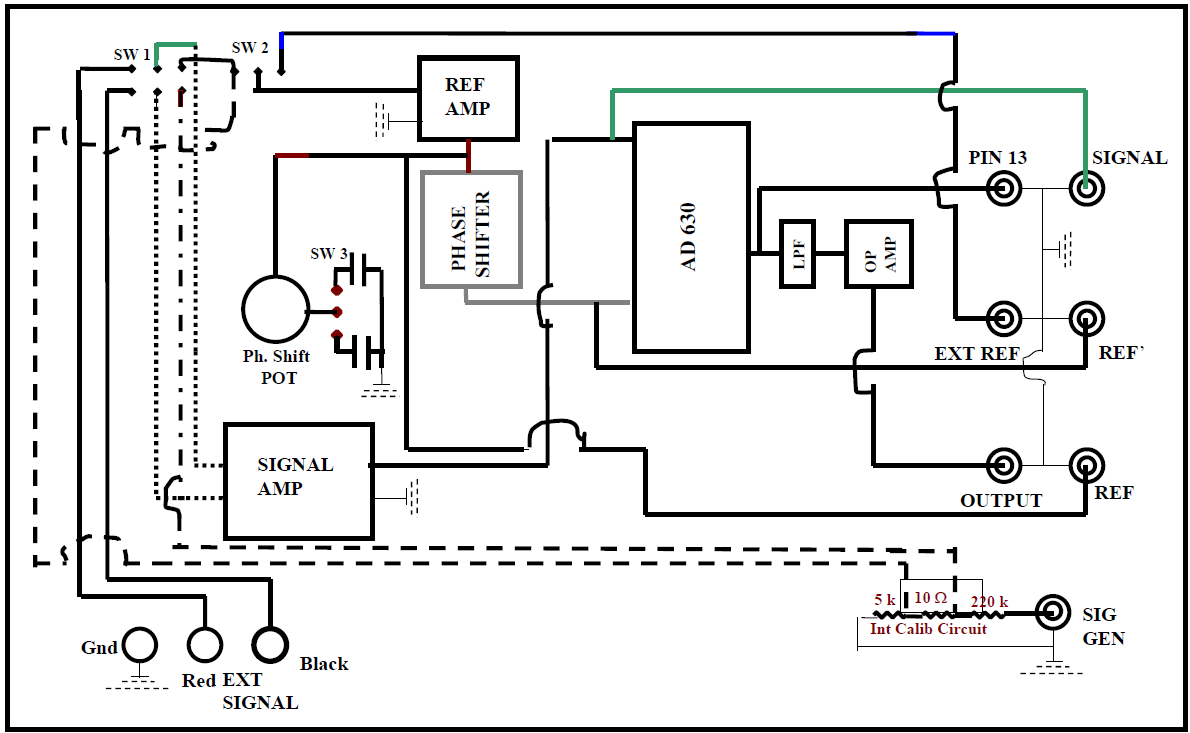 SW 1
SW 2
REF
AMP
PIN 13
SIGNAL
PHASE
SHIFTER
AD 630
LPF
OP
AMP
SW 3
Ph. Shift
POT
EXT REF
REF’
SIGNAL
AMP
OUTPUT
REF
5 k
10 Ω
220 k
Int Calib Circuit
SIG
GEN
Gnd
Red
EXT
SIGNAL
Black